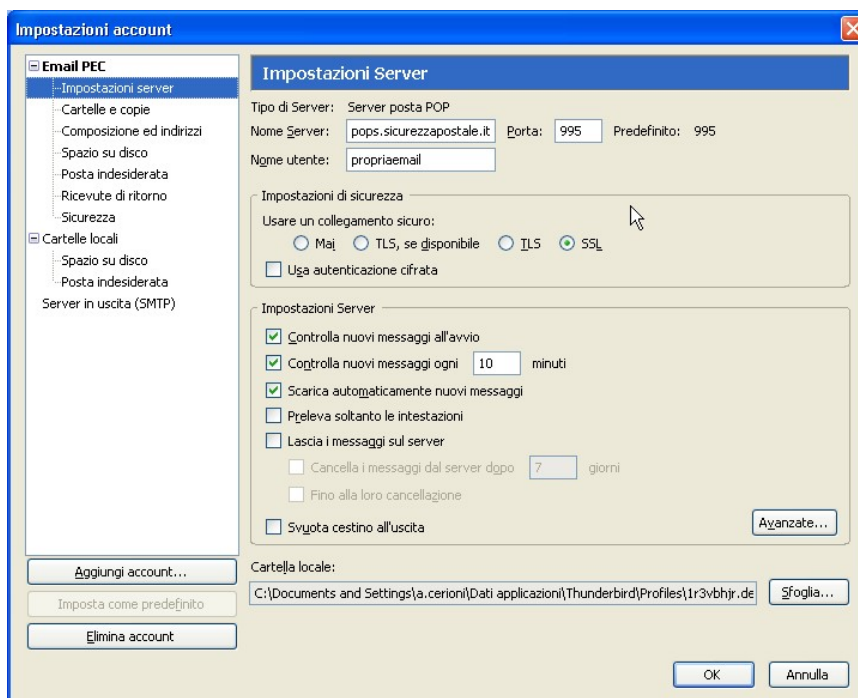 Impostazioni account
Email PEC
Impostazioni server
Cartelle e copie
Composizione ed indirizzi
Spazio su disco
Posta indesiderata
Ricevute di ritorno
Sicurezza
Cartelle locali
Spazio su disco
Posta indesiderata
Server in uscita (SMTP)
Aggiungi account...
Imposta come predefinito
Elimina account
Impostazioni Server
Tipo di Server: Server posta POP
Nome Server: pops.sicurezzapostale.it Porta: 995 Predefinito: 995
Nome utente: propriaemail
Impostazioni di sicurezza
Usare un collegamento sicuro:
Mai TLS, se disponibile TLS SSL
Usa autenticazione cifrata
Impostazioni Server
Controlla nuovi messaggi all'avvio
Controlla nuovi messaggi ogni 10 minuti
Scarica automaticamente nuovi messaggi
Preleva soltanto le intestazioni
Lascia i messaggi sul server
Cancella i messaggi dal server dopo 7 giorni
Fino alla loro cancellazione
Svuota cestino all'uscita
Avanzate...
Cartella locale:
C:\Documents and Settings\a.cerioni\Dati applicazioni\Thunderbird\Profiles\1r3vbhjr.de
Sfoglia...
OK Annulla